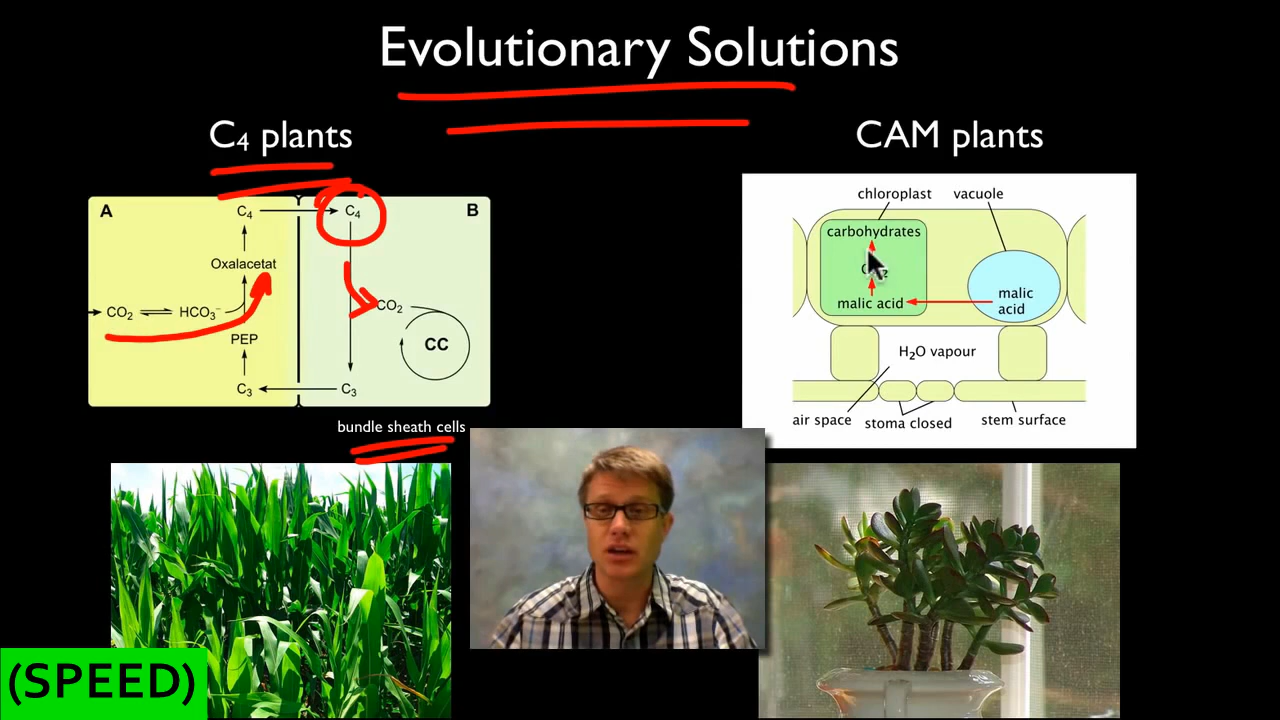 Evolutionary Solutions
C₄ plants
CAM plants
A
C₄
C₄
B
Oxalacetat
CO₂
HCO₃⁻
CO₂
PEP
CC
C₃
C₃
bundle sheath cells
chloroplast
vacuole
carbohydrates
malic acid
malic
acid
H₂O vapour
air space
stoma closed
stem surface
(SPEED)